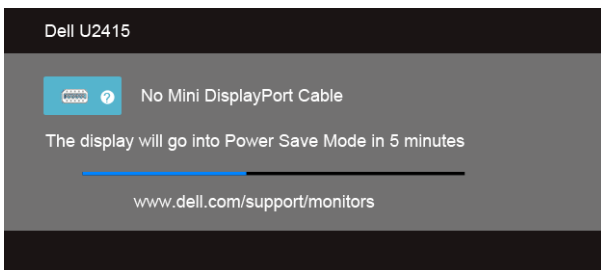 Dell U2415
?
No Mini DisplayPort Cable
The display will go into Power Save Mode in 5 minutes
www.dell.com/support/monitors